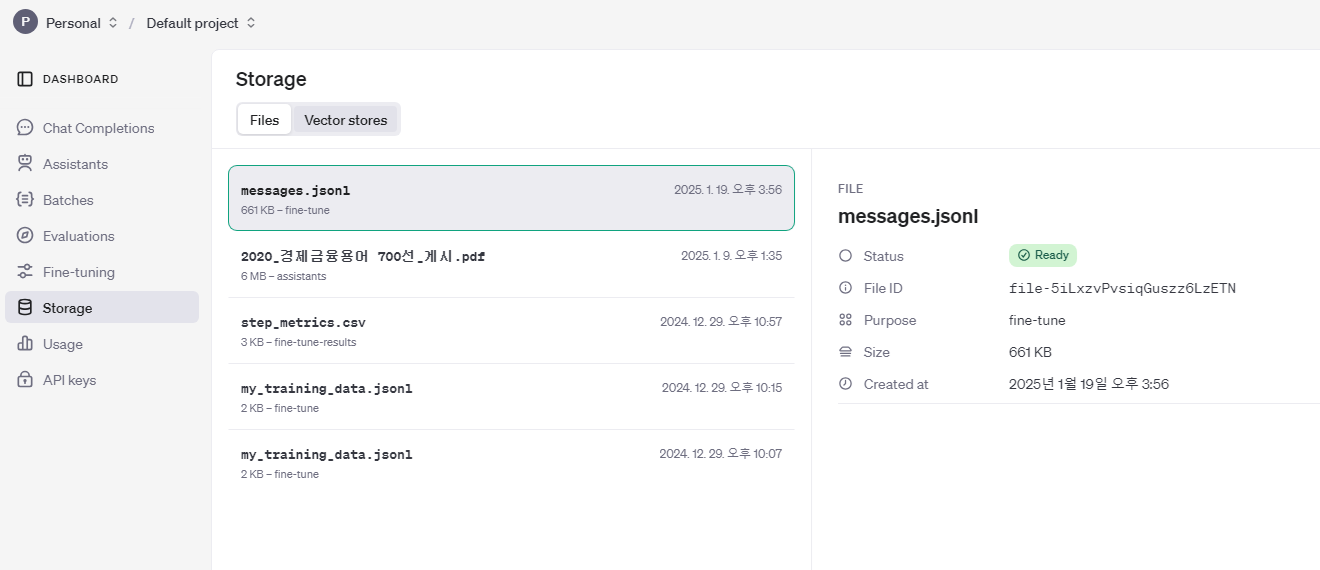 P Personal / Default project
DASHBOARD
Chat Completions
Assistants
Batches
Evaluations
Fine-tuning
Storage
Usage
API keys
Storage
Files Vector stores
messages.jsonl 2025. 1. 19. 오후 3:56
661 KB – fine-tune
2020_경제금융용어 700선_게시.pdf 2025. 1. 9. 오후 1:35
6 MB – assistants
step_metrics.csv 2024. 12. 29. 오후 10:57
3 KB – fine-tune-results
my_training_data.jsonl 2024. 12. 29. 오후 10:15
2 KB – fine-tune
my_training_data.jsonl 2024. 12. 29. 오후 10:07
2 KB – fine-tune
FILE
messages.jsonl
Status Ready
File ID file-5iLxzvPvsiqGuszz6LzETN
Purpose fine-tune
Size 661 KB
Created at 2025년 1월 19일 오후 3:56